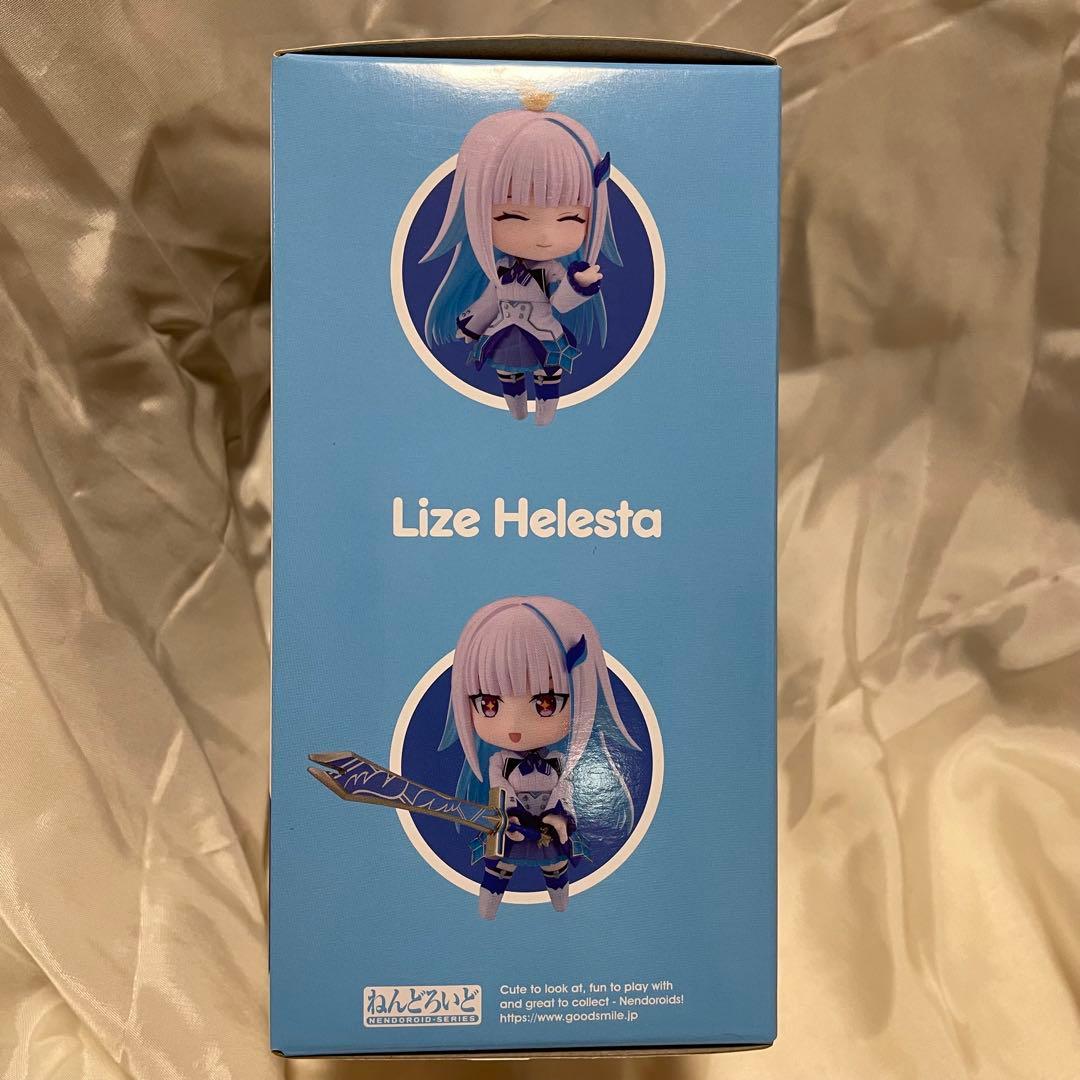 Lize Helesta
ねんどろいど
NENDOROID-SERIES
Cute to look at, fun to play with
and great to collect - Nendoroids!
https://www.goodsmile.jp